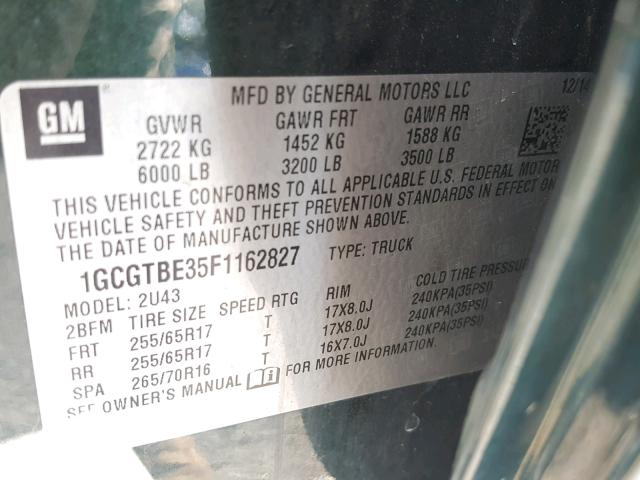 GM
MFD BY GENERAL MOTORS LLC 12/14
GVWR GAWR FRT GAWR RR
2722 KG 1452 KG 1588 KG
6000 LB 3200 LB 3500 LB
THIS VEHICLE CONFORMS TO ALL APPLICABLE U.S. FEDERAL MOTOR
VEHICLE SAFETY AND THEFT PREVENTION STANDARDS IN EFFECT ON
THE DATE OF MANUFACTURE SHOWN ABOVE.
1GCGTBE35F1162827 TYPE: TRUCK
MODEL: 2U43
2BFM TIRE SIZE SPEED RTG RIM COLD TIRE PRESSURE
FRT 255/65R17 T 17X8.0J 240KPA(35PSI)
RR 255/65R17 T 17X8.0J 240KPA(35PSI)
SPA 265/70R16 T 16X7.0J 240KPA(35PSI)
SEE OWNER'S MANUAL FOR MORE INFORMATION.